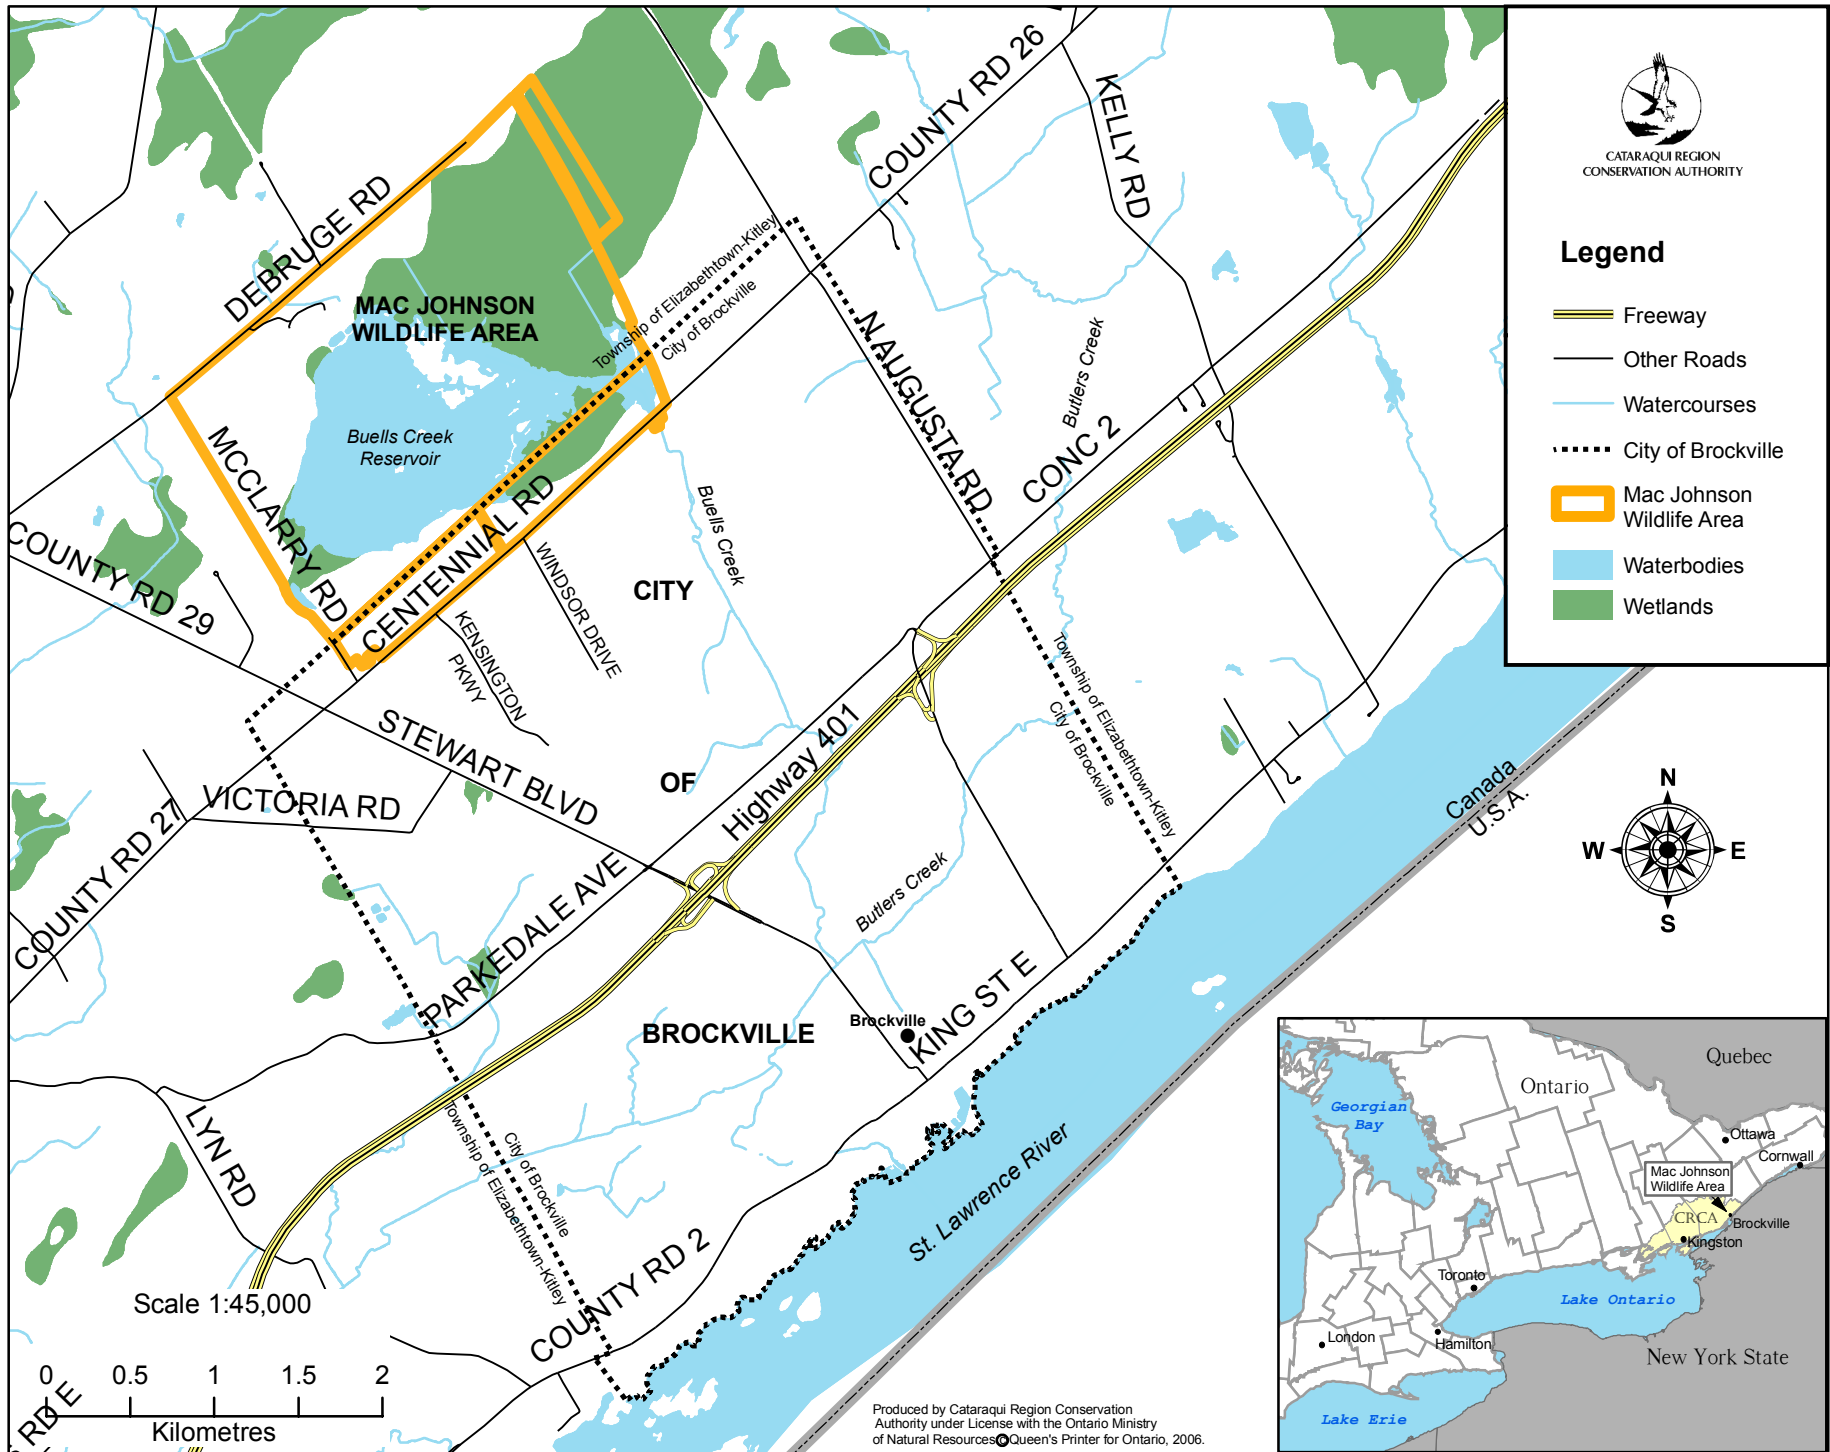 COUNTY RD 26
KELLY RD
DEBRUGE RD
MAC JOHNSON
WILDLIFE AREA
Township of Elizabethtown-Kitley
City of Brockville
N AUGUSTA RD
Butlers Creek
CONC 2
Buells Creek
Reservoir
MCCLARRY RD
CENTENNIAL RD
COUNTY RD 29
WINDSOR DRIVE
KENSINGTON
PKWY
Buells Creek
CITY
OF
BROCKVILLE
STEWART BLVD
VICTORIA RD
COUNTY RD 27
PARKEDALE AVE
Highway 401
Township of Elizabethtown-Kitley
City of Brockville
Butlers Creek
Brockville
KING ST E
LYN RD
City of Brockville
Township of Elizabethtown-Kitley
COUNTY RD 2
St. Lawrence River
Canada
U.S.A.
RD E
Scale 1:45,000
0 0.5 1 1.5 2
Kilometres
Produced by Cataraqui Region Conservation
Authority under License with the Ontario Ministry
of Natural Resources © Queen's Printer for Ontario, 2006.
CATARAQUI REGION
CONSERVATION AUTHORITY
Legend
Freeway
Other Roads
Watercourses
City of Brockville
Mac Johnson
Wildlife Area
Waterbodies
Wetlands
N
W E
S
Quebec
Ontario
Georgian
Bay
Ottawa
Cornwall
Mac Johnson
Wildlife Area
CRCA
Brockville
Kingston
Toronto
Lake Ontario
London
Hamilton
New York State
Lake Erie